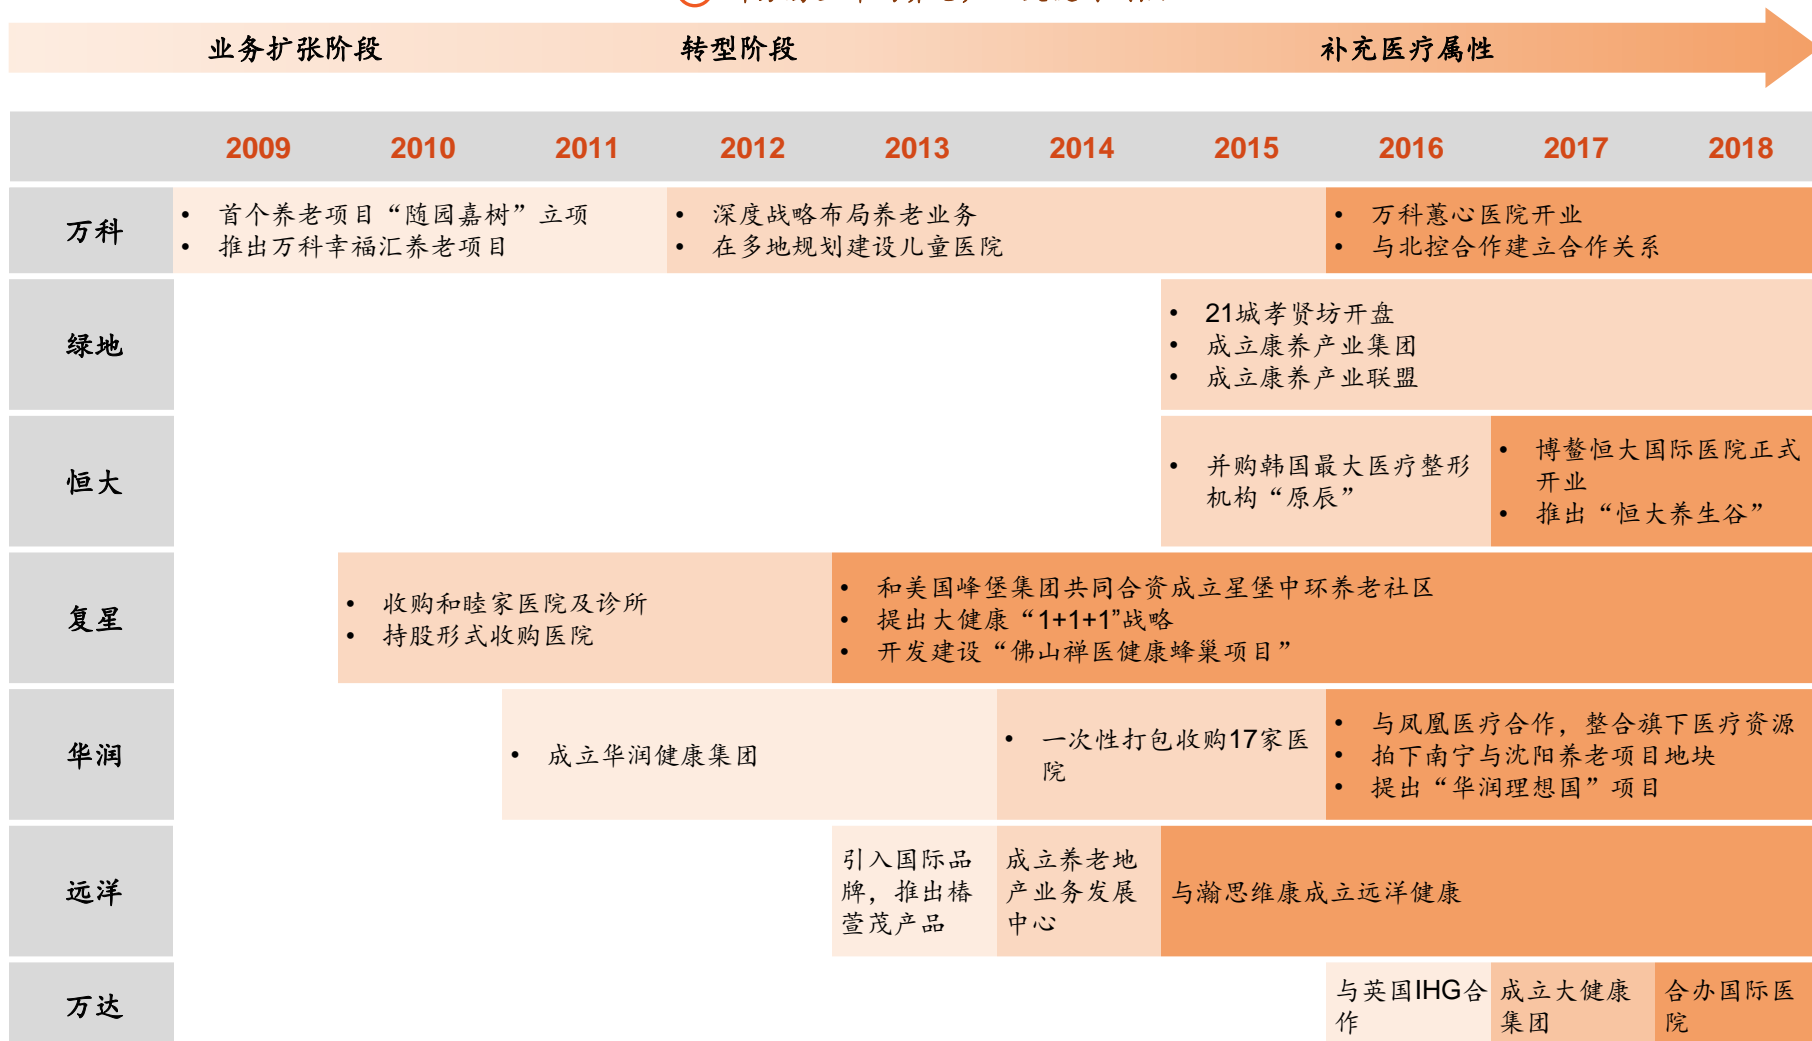 业务扩张阶段 转型阶段 补充医疗属性
2009 2010 2011 2012 2013 2014 2015 2016 2017 2018
万科
• 首个养老项目“随园嘉树”立项
• 推出万科幸福汇养老项目
• 深度战略布局养老业务
• 在多地规划建设儿童医院
• 万科蕙心医院开业
• 与北控合作建立合作关系
绿地
• 21城孝贤坊开盘
• 成立康养产业集团
• 成立康养产业联盟
恒大
• 并购韩国最大医疗整形
机构“原辰”
• 博鳌恒大国际医院正式
开业
• 推出“恒大养生谷”
复星
• 收购和睦家医院及诊所
• 持股形式收购医院
• 和美国峰堡集团共同合资成立星堡中环养老社区
• 提出大健康“1+1+1”战略
• 开发建设“佛山禅医健康蜂巢项目”
华润
• 成立华润健康集团
• 一次性打包收购17家医
院
• 与凤凰医疗合作，整合旗下医疗资源
• 拍下南宁与沈阳养老项目地块
• 提出“华润理想国”项目
远洋
引入国际品
牌，推出椿
萱茂产品
成立养老地
产业务发展
中心
与瀚思维康成立远洋健康
万达
与英国IHG合
作
成立大健康
集团
合办国际医
院